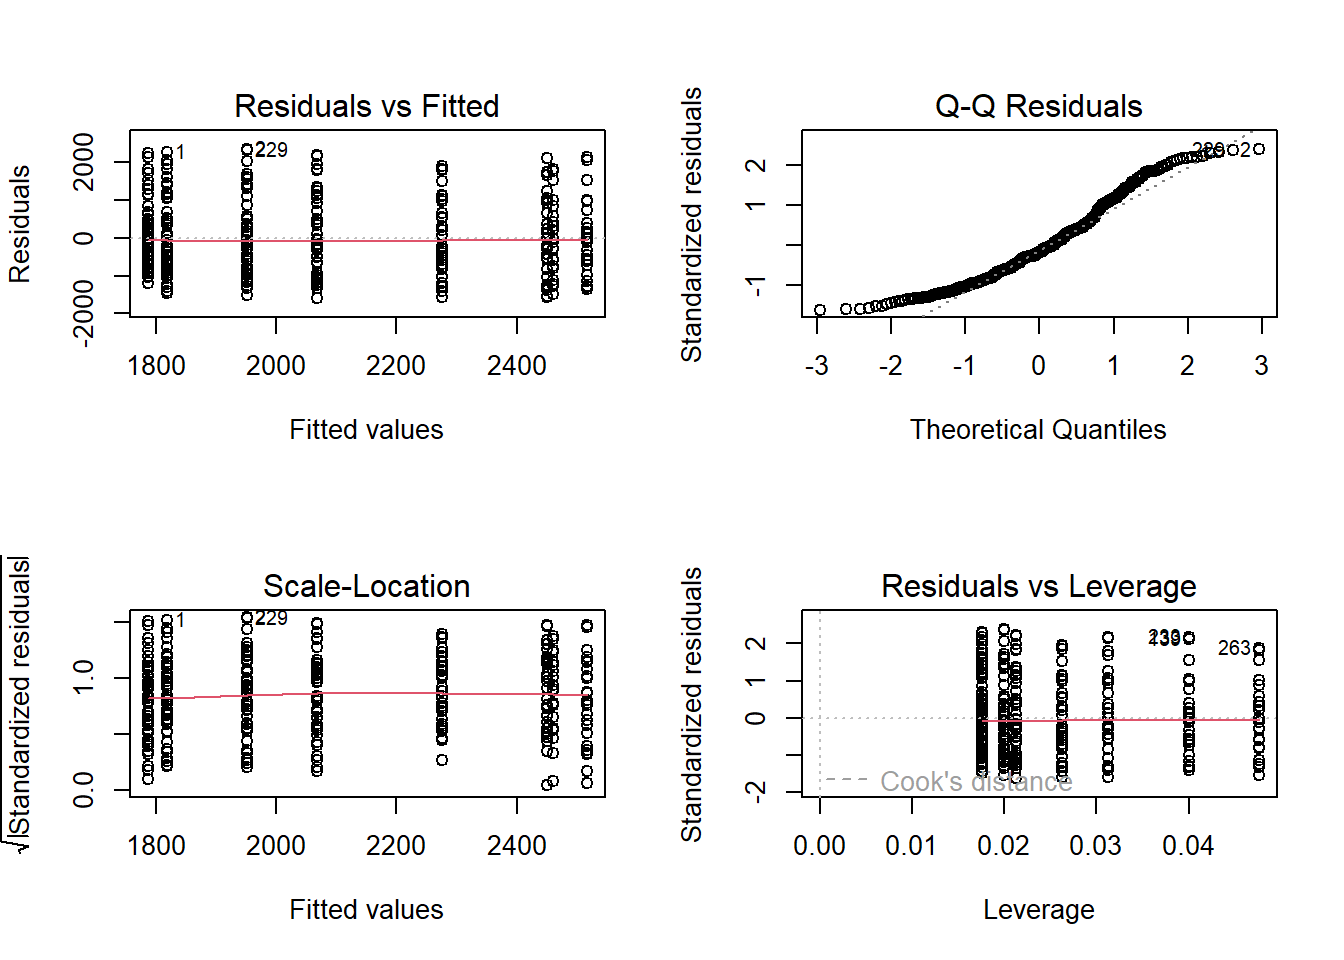 Residuals vs Fitted
Residuals
2000
0
-2000
1
229
1800
2000
2200
2400
Fitted values
Q-Q Residuals
Standardized residuals
2
1
-1
2
-3
-2
-1
0
1
2
3
Theoretical Quantiles
Scale-Location
√|Standardized residuals|
1.0
0.0
1
229
1800
2000
2200
2400
Fitted values
Residuals vs Leverage
Standardized residuals
2
0
-2
263
Cook's distance
0.00
0.01
0.02
0.03
0.04
Leverage